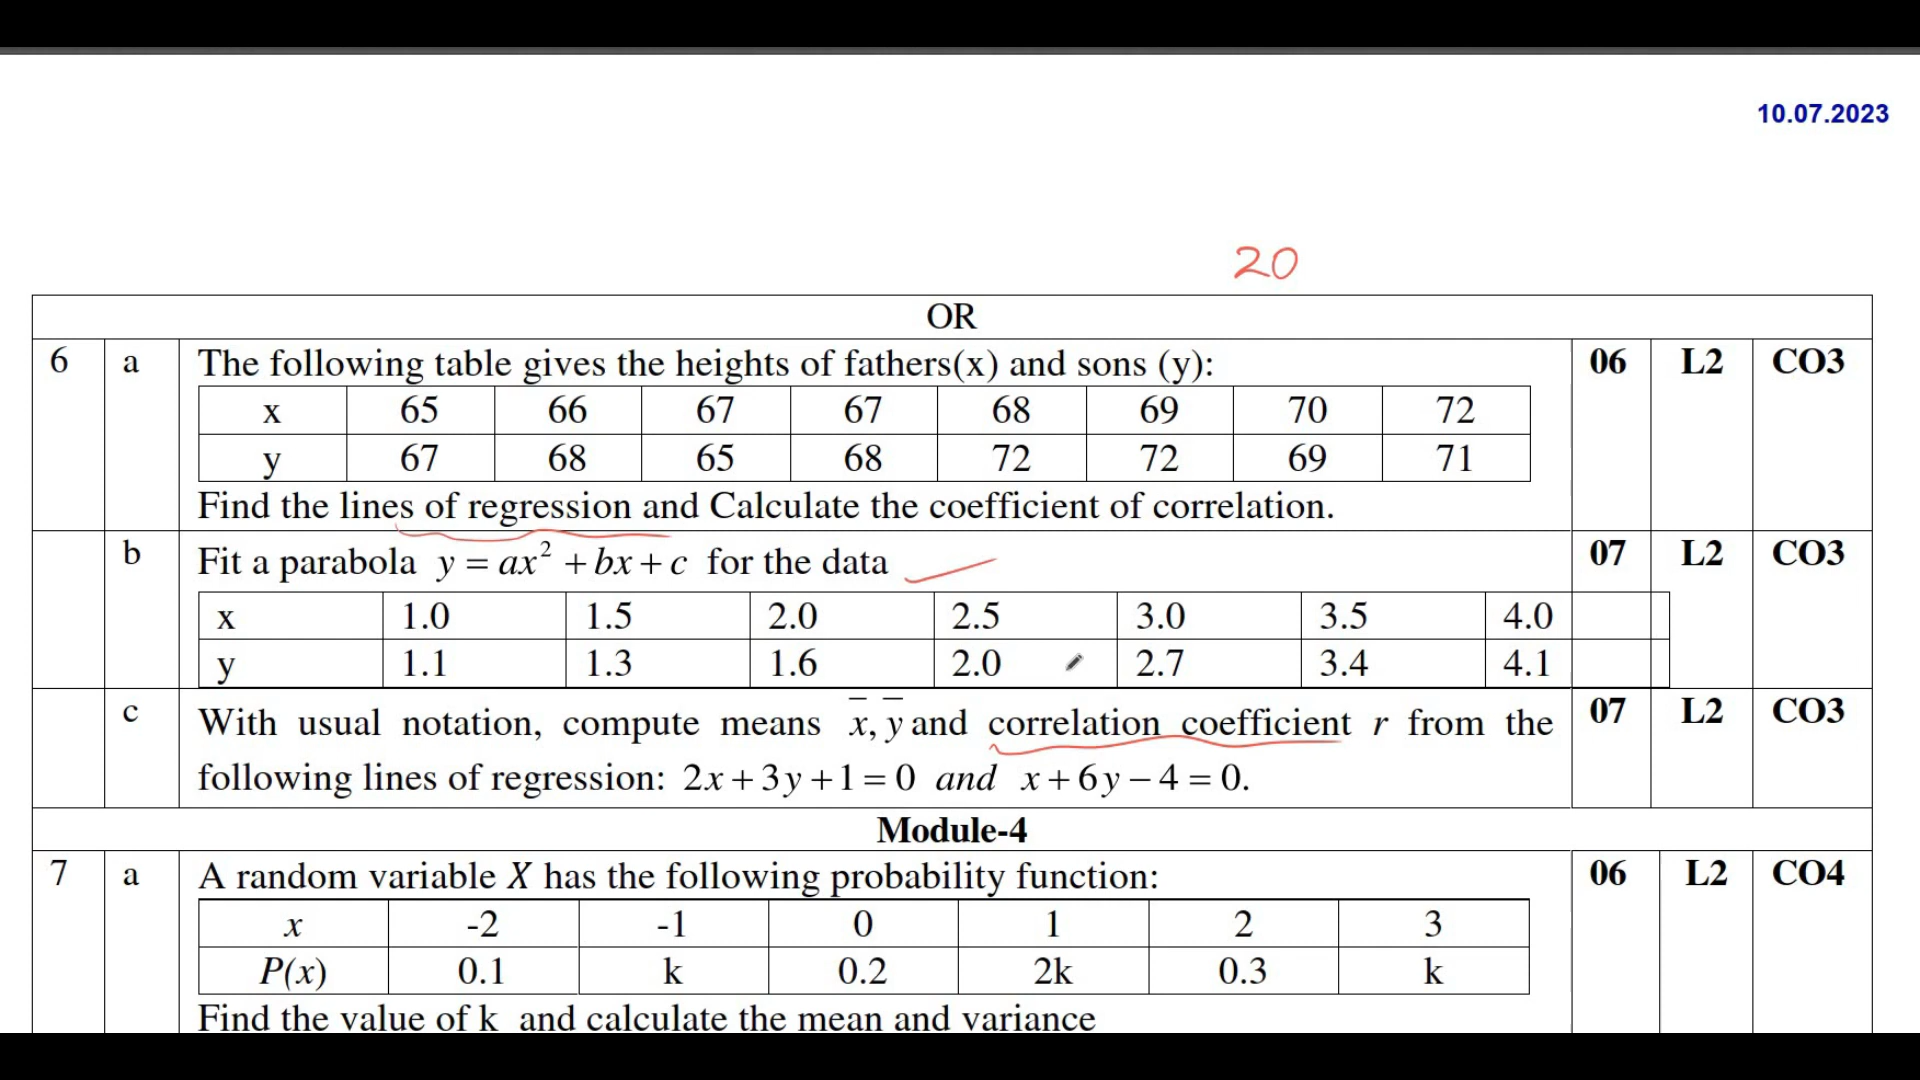 10.07.2023
20
OR
6 a The following table gives the heights of fathers(x) and sons (y): 06 L2 CO3
x 65 66 67 67 68 69 70 72
y 67 68 65 68 72 72 69 71
Find the lines of regression and Calculate the coefficient of correlation.
b Fit a parabola y = ax² + bx + c for the data 07 L2 CO3
x 1.0 1.5 2.0 2.5 3.0 3.5 4.0
y 1.1 1.3 1.6 2.0 2.7 3.4 4.1
c With usual notation, compute means x̄, ȳ and correlation coefficient r from the 07 L2 CO3
following lines of regression: 2x + 3y + 1 = 0 and x + 6y − 4 = 0.
Module-4
7 a A random variable X has the following probability function: 06 L2 CO4
x -2 -1 0 1 2 3
P(x) 0.1 k 0.2 2k 0.3 k
Find the value of k and calculate the mean and variance